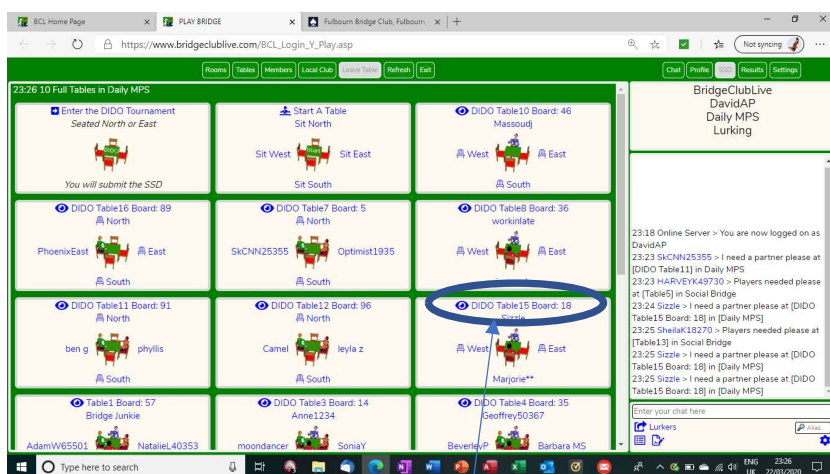 BCL Home Page
PLAY BRIDGE
Fulbourn Bridge Club, Fulbourn
https://www.bridgeclublive.com/BCL_Login_Y_Play.asp
Not syncing
Rooms Tables Members Local Club Leave Table Refresh Exit
Chat Profile SSD Results Settings
23:26 10 Full Tables in Daily MPS
Enter the DIDO Tournament
Seated North or East
DIDO
You will submit the SSD
Start A Table
Sit North
Sit West Start Sit East
Sit South
DIDO Table10 Board: 46
Massoudj
West East
South
DIDO Table16 Board: 89
North
PhoenixEast East
South
DIDO Table7 Board: 5
North
SkCNN25355 Optimist1935
South
DIDO Table8 Board: 36
workinlate
West East
DIDO Table11 Board: 91
North
ben g phyllis
South
DIDO Table12 Board: 96
North
Camel leyla z
South
DIDO Table15 Board: 18
Sizzle
West East
Marjorie**
Table1 Board: 57
Bridge Junkie
AdamW65501 NatalieL40353
DIDO Table3 Board: 14
Anne1234
moondancer SoniaY
DIDO Table4 Board: 35
Geoffrey50367
BeverleyP Barbara MS
BridgeClubLive
DavidAP
Daily MPS
Lurking
23:18 Online Server > You are now logged on as
DavidAP
23:23 SkCNN25355 > I need a partner please at
[DIDO Table11] in Daily MPS
23:23 HARVEYK49730 > Players needed please
at [Table5] in Social Bridge
23:24 Sizzle > I need a partner please at [DIDO
Table15 Board: 18] in [Daily MPS]
23:25 SheilaK18270 > Players needed please at
[Table13] in Social Bridge
23:25 Sizzle > I need a partner please at [DIDO
Table15 Board: 18] in [Daily MPS]
23:25 Sizzle > I need a partner please at [DIDO
Table15 Board: 18] in [Daily MPS]
Enter your chat here
Lurkers
Alias
Type here to search
ENG
UK
23:26
22/03/2020